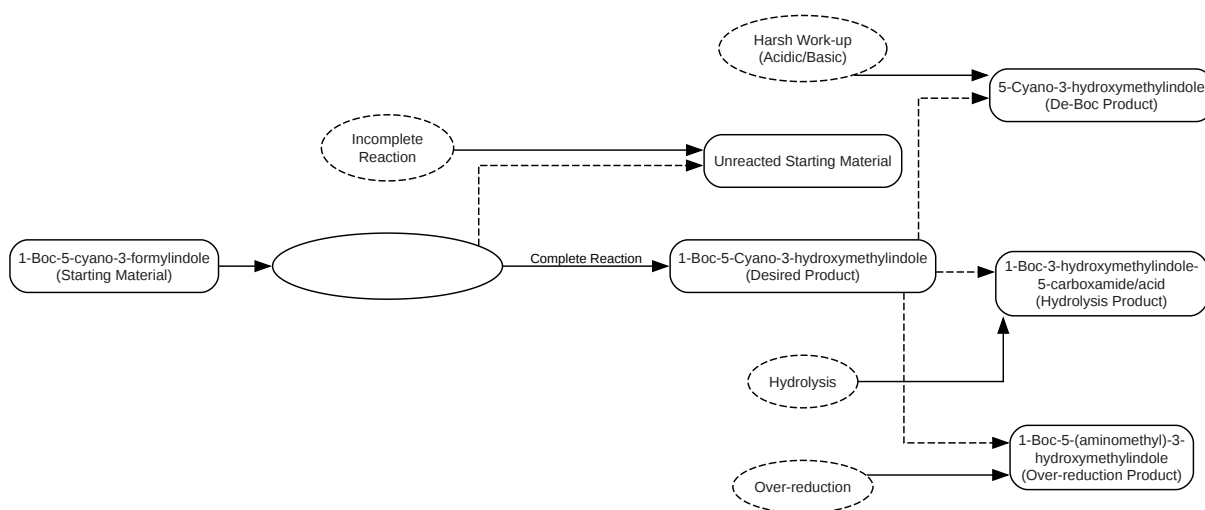 Harsh Work-up
(Acidic/Basic)
5-Cyano-3-hydroxymethylindole
(De-Boc Product)
Incomplete
Reaction
Unreacted Starting Material
1-Boc-5-cyano-3-formylindole
(Starting Material)
Complete Reaction
1-Boc-5-Cyano-3-hydroxymethylindole
(Desired Product)
1-Boc-3-hydroxymethylindole-
5-carboxamide/acid
(Hydrolysis Product)
Hydrolysis
1-Boc-5-(aminomethyl)-3-
hydroxymethylindole
(Over-reduction Product)
Over-reduction